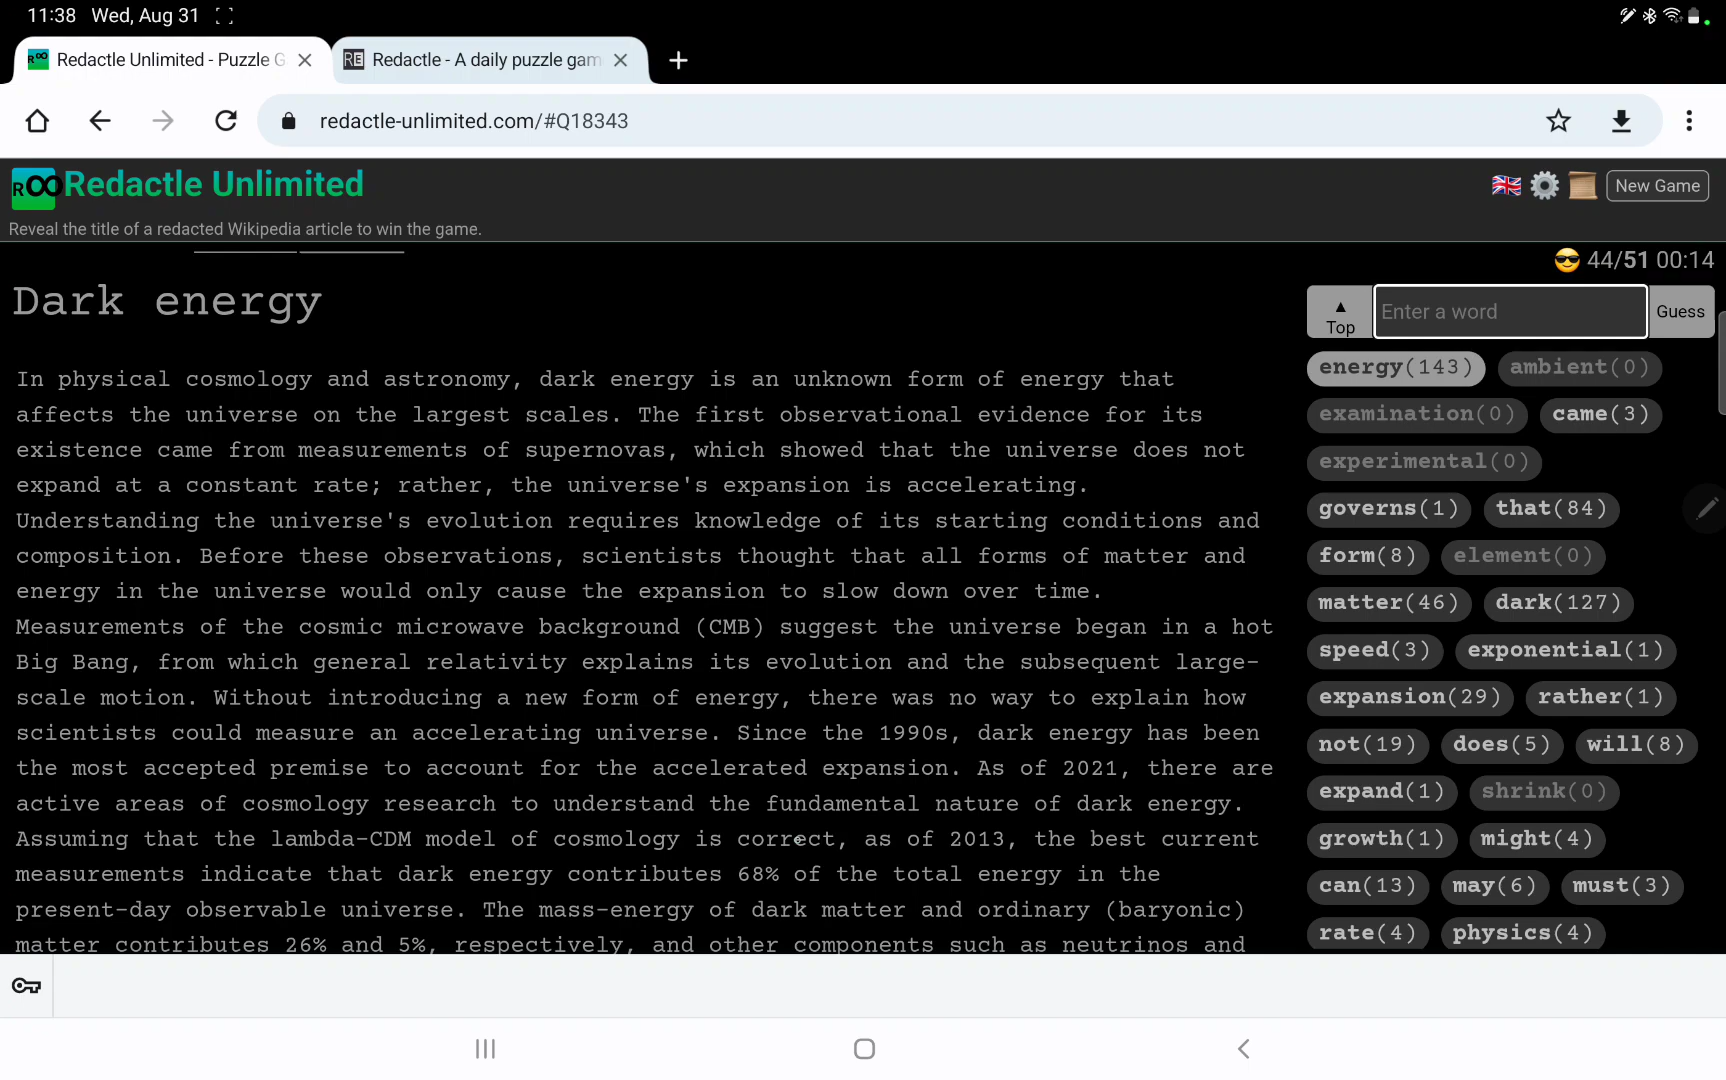 11:38 Wed, Aug 31
Redactle Unlimited - Puzzle G
RE Redactle - A daily puzzle gam
redactle-unlimited.com/#Q18343
R∞ Redactle Unlimited
New Game
Reveal the title of a redacted Wikipedia article to win the game.
44/51 00:14
Dark energy
▲ Top
Enter a word
Guess
In physical cosmology and astronomy, dark energy is an unknown form of energy that
affects the universe on the largest scales. The first observational evidence for its
existence came from measurements of supernovas, which showed that the universe does not
expand at a constant rate; rather, the universe's expansion is accelerating.
Understanding the universe's evolution requires knowledge of its starting conditions and
composition. Before these observations, scientists thought that all forms of matter and
energy in the universe would only cause the expansion to slow down over time.
Measurements of the cosmic microwave background (CMB) suggest the universe began in a hot
Big Bang, from which general relativity explains its evolution and the subsequent large-
scale motion. Without introducing a new form of energy, there was no way to explain how
scientists could measure an accelerating universe. Since the 1990s, dark energy has been
the most accepted premise to account for the accelerated expansion. As of 2021, there are
active areas of cosmology research to understand the fundamental nature of dark energy.
Assuming that the lambda-CDM model of cosmology is correct, as of 2013, the best current
measurements indicate that dark energy contributes 68% of the total energy in the
present-day observable universe. The mass-energy of dark matter and ordinary (baryonic)
matter contributes 26% and 5%, respectively, and other components such as neutrinos and
energy(143) ambient(0)
examination(0) came(3)
experimental(0)
governs(1) that(84)
form(8) element(0)
matter(46) dark(127)
speed(3) exponential(1)
expansion(29) rather(1)
not(19) does(5) will(8)
expand(1) shrink(0)
growth(1) might(4)
can(13) may(6) must(3)
rate(4) physics(4)